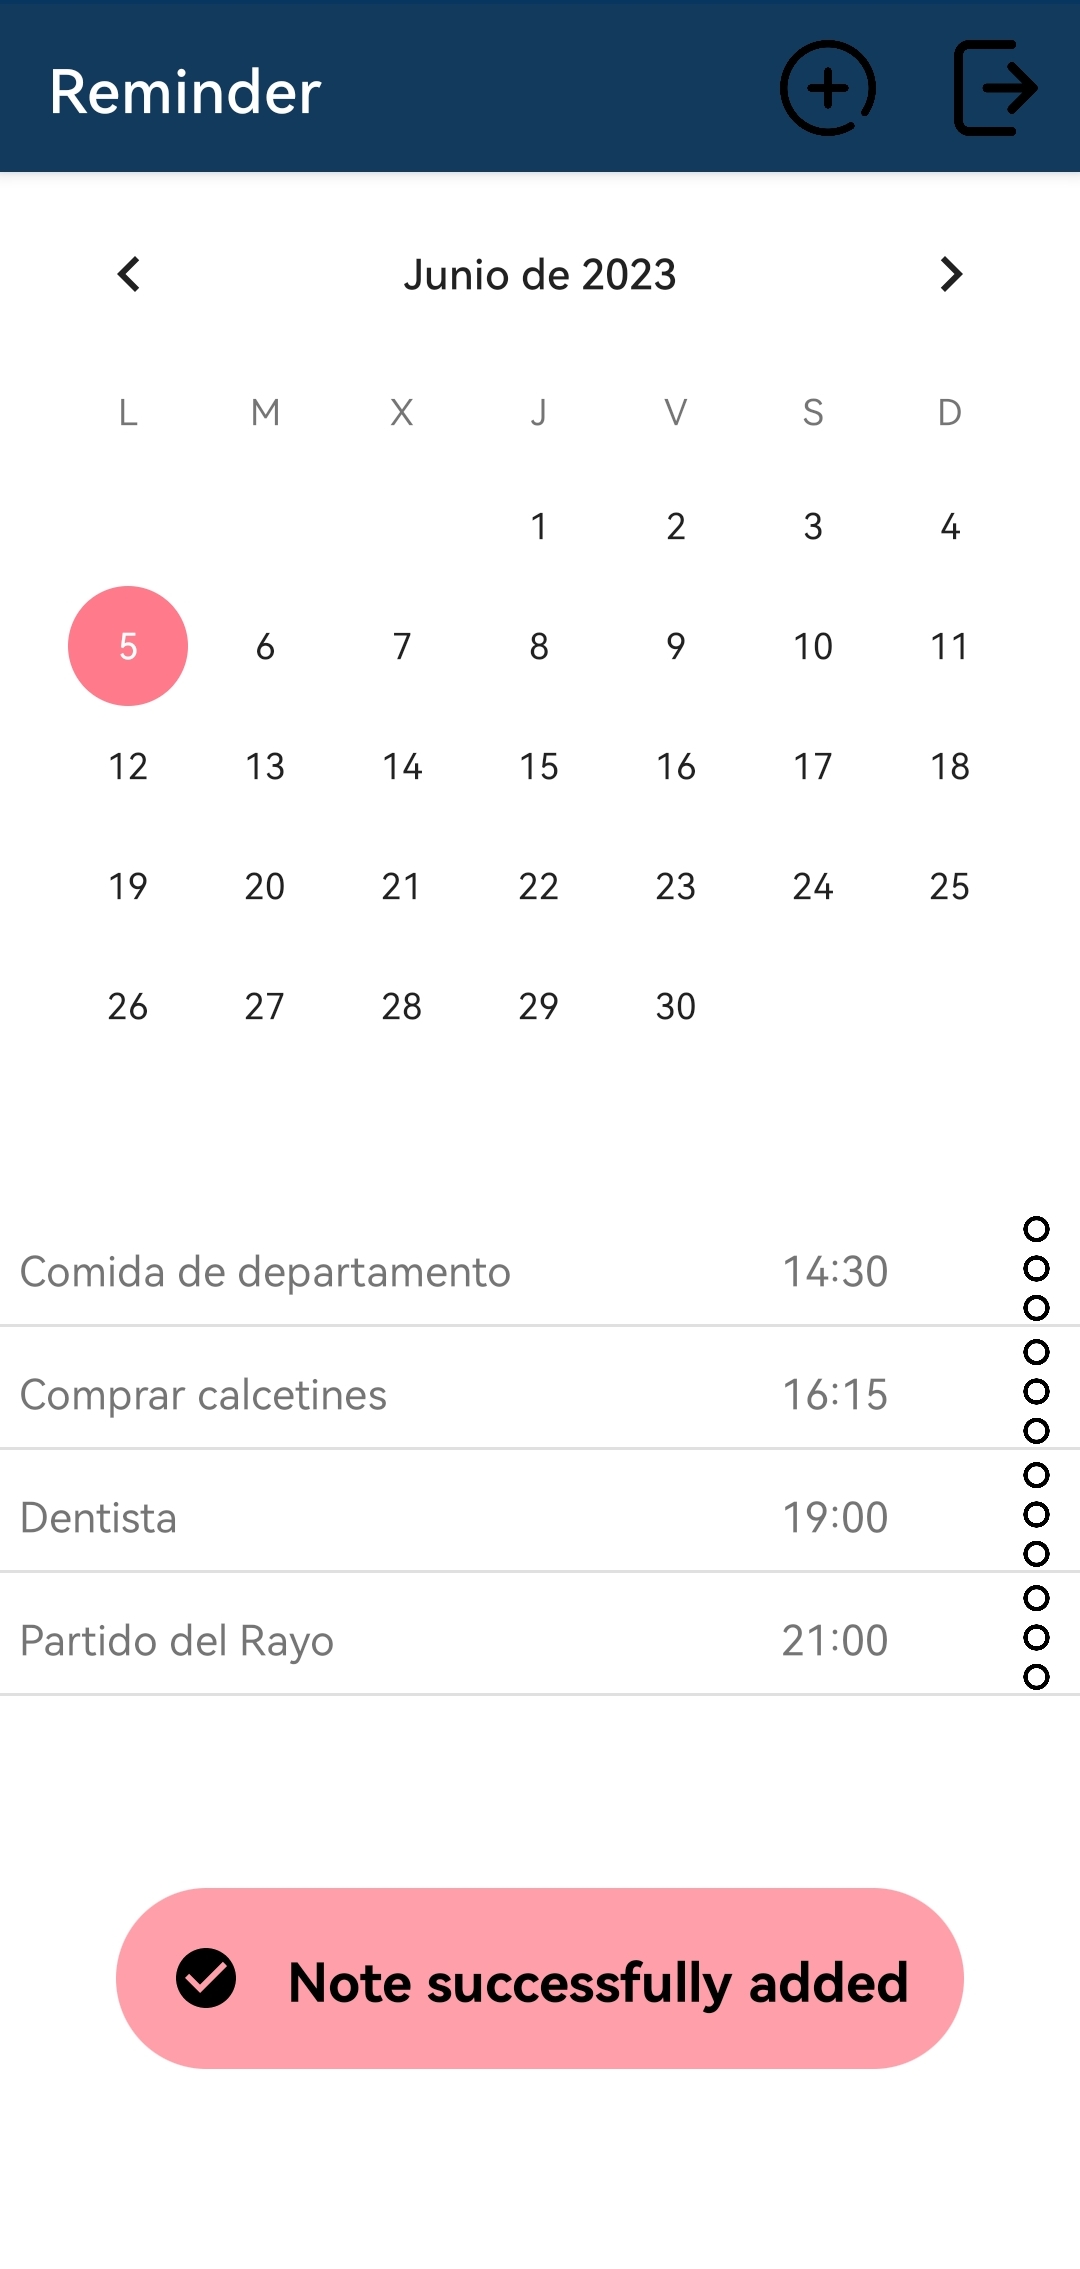 Reminder
Junio de 2023
L M X J V S D
1 2 3 4
5 6 7 8 9 10 11
12 13 14 15 16 17 18
19 20 21 22 23 24 25
26 27 28 29 30
Comida de departamento 14:30
Comprar calcetines 16:15
Dentista 19:00
Partido del Rayo 21:00
Note successfully added